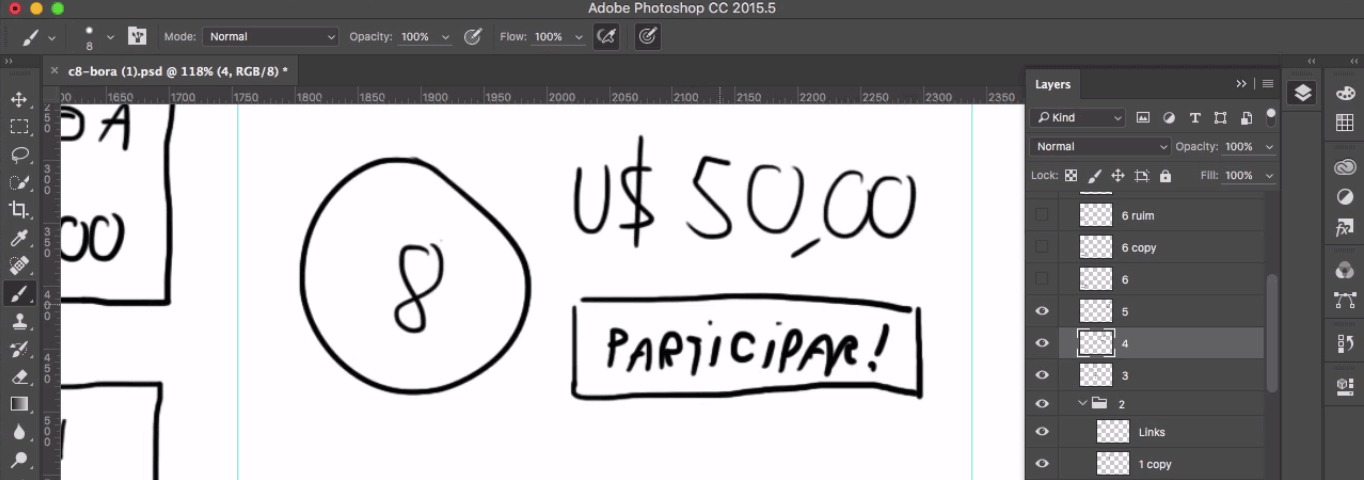 Adobe Photoshop CC 2015.5
8 Mode: Normal Opacity: 100% Flow: 100%
c8-bora (1).psd @ 118% (4, RGB/8) *
1650 1700 1750 1800 1850 1900 1950 2000 2050 2100 2150 2200 2250 2300 2350
300
350
400
450
500
DA
00
8
U$ 50,00
PARTICIPAR!
Layers
Kind
Normal Opacity: 100%
Lock: Fill: 100%
6 ruim
6 copy
6
5
4
3
2
Links
1 copy